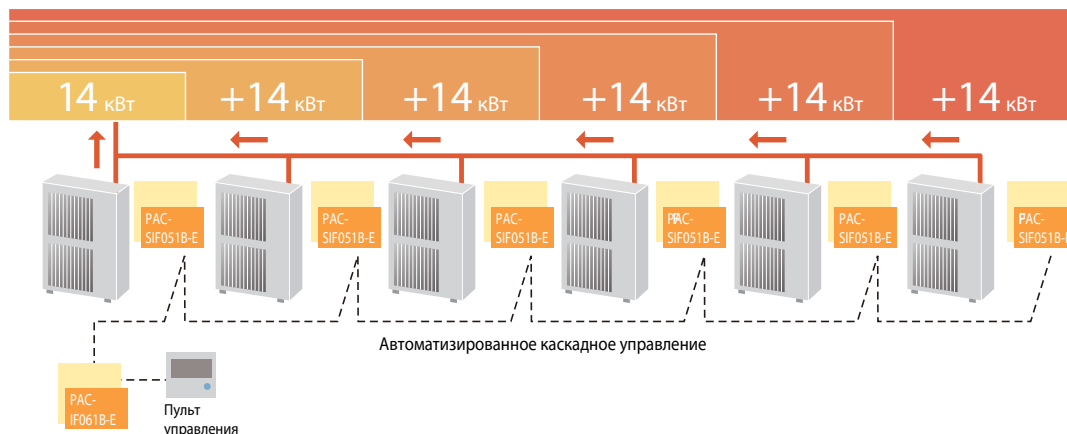 14 кВт +14 кВт +14 кВт +14 кВт +14 кВт +14 кВт
PAC-
SIF051B-E
PAC-
SIF051B-E
PAC-
SIF051B-E
PAC-
SIF051B-E
PAC-
SIF051B-E
PAC-
SIF051B-E
Автоматизированное каскадное управление
PAC-
IF061B-E
Пульт
управления